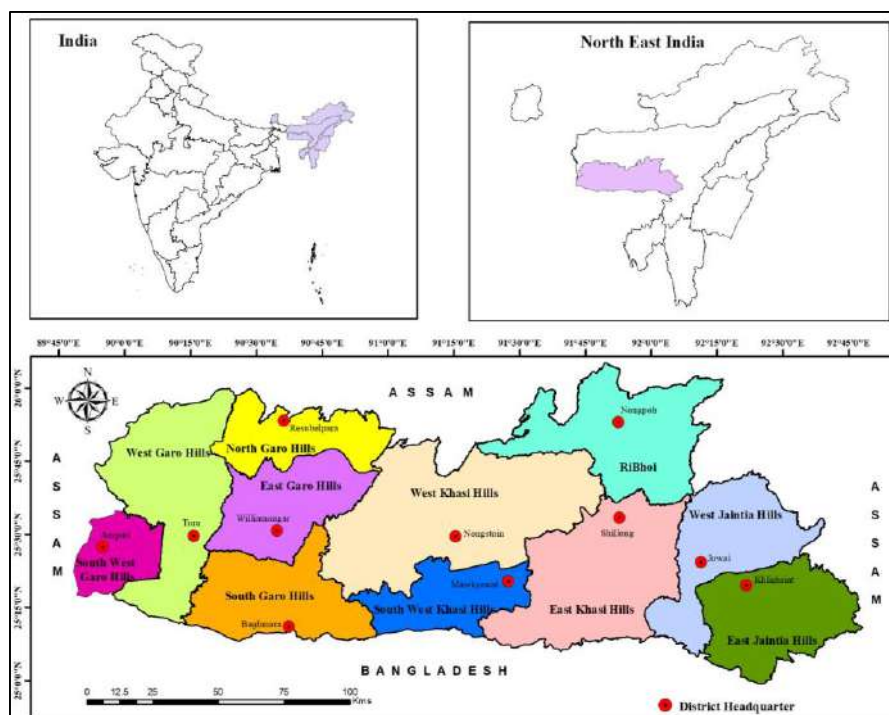 India
North East India
89°45'0"E 90°0'0"E 90°15'0"E 90°30'0"E 90°45'0"E 91°0'0"E 91°15'0"E 91°30'0"E 91°45'0"E 92°0'0"E 92°15'0"E 92°30'0"E 92°45'0"E
26°0'0"N
25°45'0"N
25°30'0"N
25°15'0"N
25°0'0"N
N
W E
S
ASSAM
ASSAM
ASSAM
BANGLADESH
West Garo Hills
Tura
North Garo Hills
Resubelpara
East Garo Hills
Williamnagar
South West
Garo Hills
Ampati
South Garo Hills
Baghmara
West Khasi Hills
Nongstoin
South West Khasi Hills
Mawkyrwat
RiBhoi
Nongpoh
East Khasi Hills
Shillong
West Jaintia Hills
Jowai
East Jaintia Hills
Khliehriat
0 12.5 25 50 75 100
Kms
District Headquarter